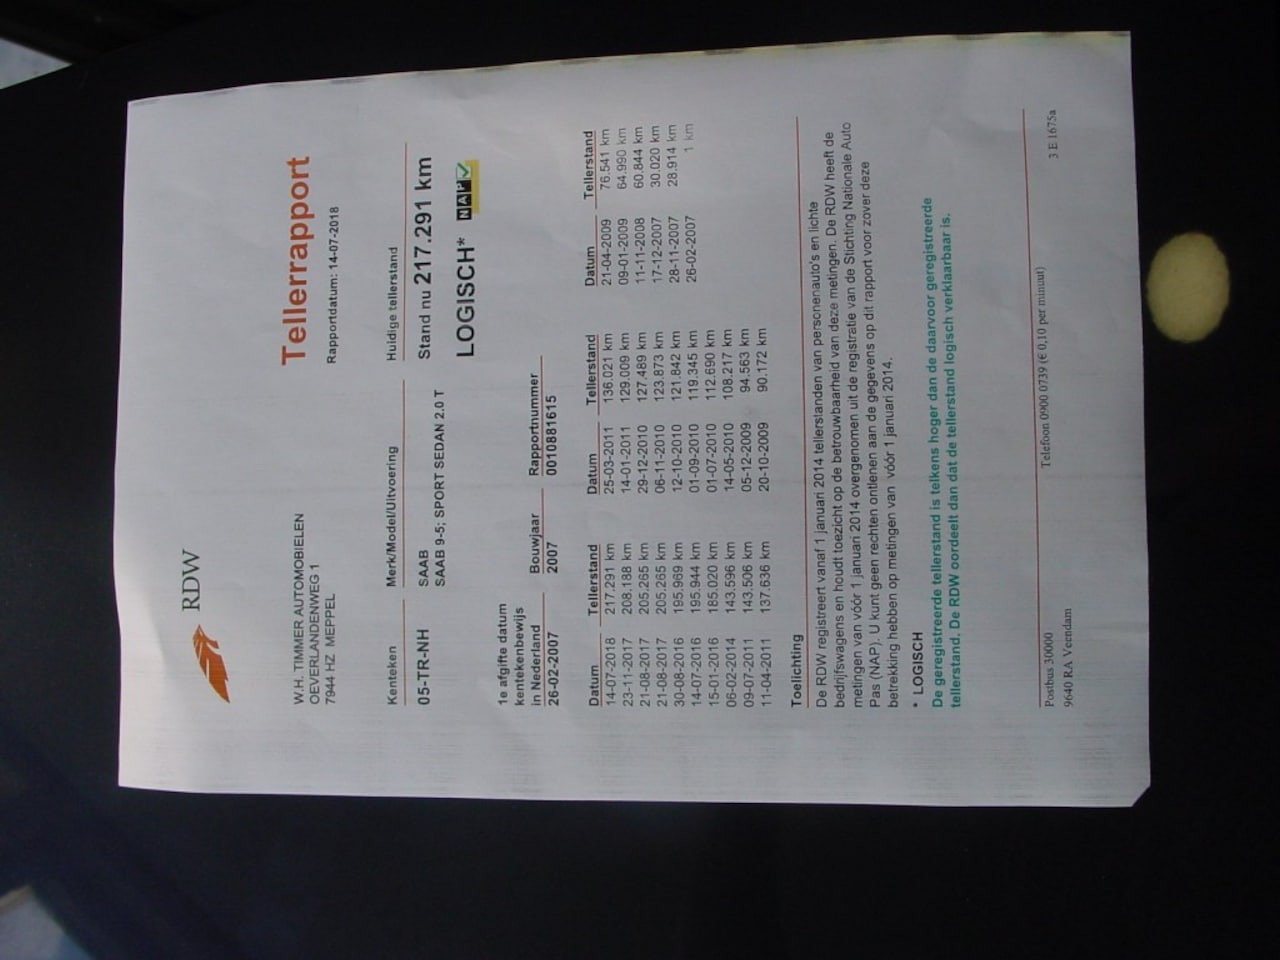 RDW
Tellerrapport
Rapportdatum: 14-07-2018
W.H. TIMMER AUTOMOBIELEN
OEVERLANDENWEG 1
7944 HZ MEPPEL
Kenteken Merk/Model/Uitvoering Huidige tellerstand
05-TR-NH SAAB Stand nu 217.291 km
SAAB 9-5; SPORT SEDAN 2.0 T
LOGISCH* NAP
1e afgifte datum
kentekenbewijs
in Nederland Bouwjaar Rapportnummer
26-02-2007 2007 0010881615
Datum Tellerstand Datum Tellerstand Datum Tellerstand
14-07-2018 217.291 km 25-03-2011 136.021 km 21-04-2009 76.541 km
23-11-2017 208.188 km 14-01-2011 129.009 km 09-01-2009 64.990 km
21-08-2017 205.265 km 29-12-2010 127.489 km 11-11-2008 60.844 km
21-08-2017 205.265 km 06-11-2010 123.873 km 17-12-2007 30.020 km
30-08-2016 195.969 km 12-10-2010 121.842 km 28-11-2007 28.914 km
14-07-2016 195.944 km 01-09-2010 119.345 km 26-02-2007 1 km
15-01-2016 185.020 km 01-07-2010 112.690 km
06-02-2014 143.596 km 14-05-2010 108.217 km
09-07-2011 143.506 km 05-12-2009 94.563 km
11-04-2011 137.636 km 20-10-2009 90.172 km
Toelichting
De RDW registreert vanaf 1 januari 2014 tellerstanden van personenauto's en lichte
bedrijfswagens en houdt toezicht op de betrouwbaarheid van deze metingen. De RDW heeft de
metingen van vóór 1 januari 2014 overgenomen uit de registratie van de Stichting Nationale Auto
Pas (NAP). U kunt geen rechten ontlenen aan de gegevens op dit rapport voor zover deze
betrekking hebben op metingen van vóór 1 januari 2014.
* LOGISCH
De geregistreerde tellerstand is telkens hoger dan de daarvoor geregistreerde
tellerstand. De RDW oordeelt dan dat de tellerstand logisch verklaarbaar is.
Postbus 30000 Telefoon 0900 0739 (€ 0,10 per minuut) 3 E 1675a
9640 RA Veendam